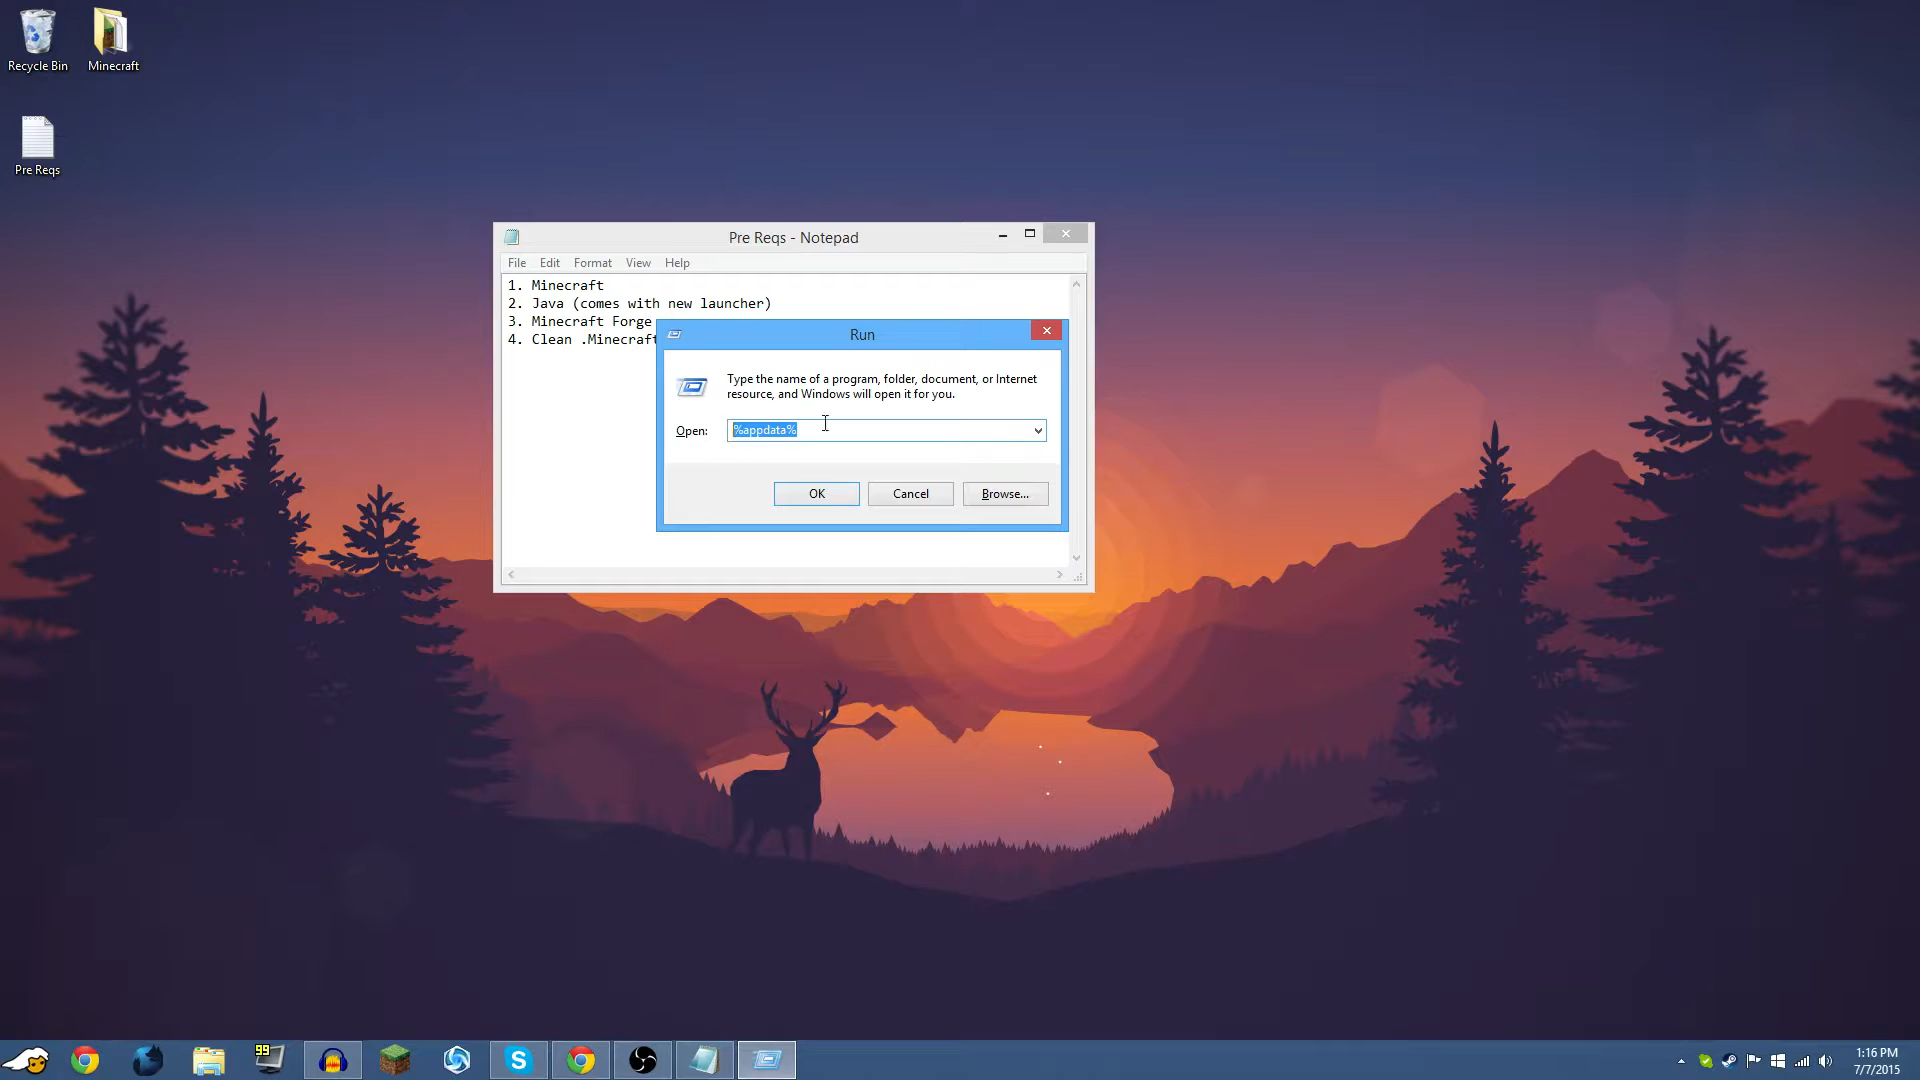 Recycle Bin
Minecraft
Pre Reqs
Pre Reqs - Notepad
File Edit Format View Help
1. Minecraft
2. Java (comes with new launcher)
3. Minecraft Forge
4. Clean .Minecraft
Run
Type the name of a program, folder, document, or Internet
resource, and Windows will open it for you.
Open: %appdata%
OK Cancel Browse...
99
1:16 PM
7/7/2015